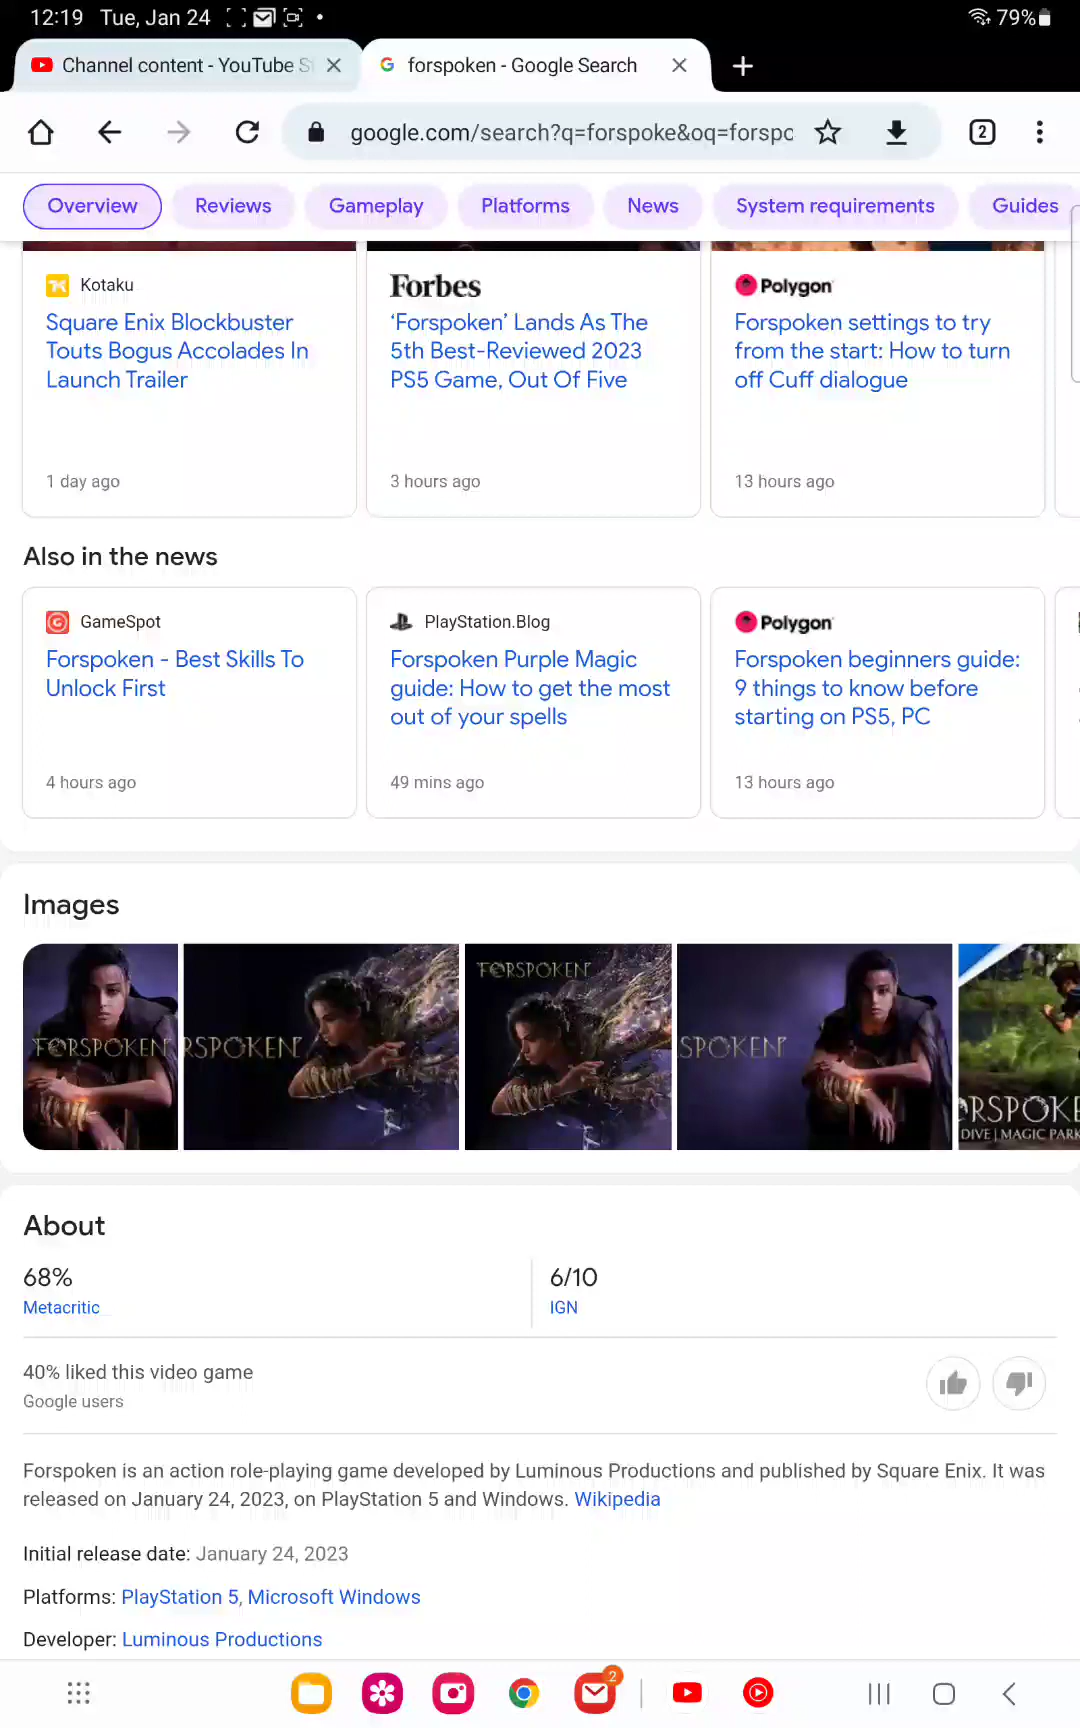 12:19 Tue, Jan 24
79%
Channel content - YouTube S
forspoken - Google Search
google.com/search?q=forspoke&oq=forspo
2
Overview
Reviews
Gameplay
Platforms
News
System requirements
Guides
Kotaku
Square Enix Blockbuster
Touts Bogus Accolades In
Launch Trailer
1 day ago
Forbes
‘Forspoken’ Lands As The
5th Best-Reviewed 2023
PS5 Game, Out Of Five
3 hours ago
Polygon
Forspoken settings to try
from the start: How to turn
off Cuff dialogue
13 hours ago
Also in the news
GameSpot
Forspoken - Best Skills To
Unlock First
4 hours ago
PlayStation.Blog
Forspoken Purple Magic
guide: How to get the most
out of your spells
49 mins ago
Polygon
Forspoken beginners guide:
9 things to know before
starting on PS5, PC
13 hours ago
Images
FORSPOKEN
RSPOKEN
FORSPOKEN
SPOKEN
ORSPOKE
DIVE | MAGIC PARK
About
68%
Metacritic
6/10
IGN
40% liked this video game
Google users
Forspoken is an action role-playing game developed by Luminous Productions and published by Square Enix. It was
released on January 24, 2023, on PlayStation 5 and Windows. Wikipedia
Initial release date: January 24, 2023
Platforms: PlayStation 5, Microsoft Windows
Developer: Luminous Productions
2